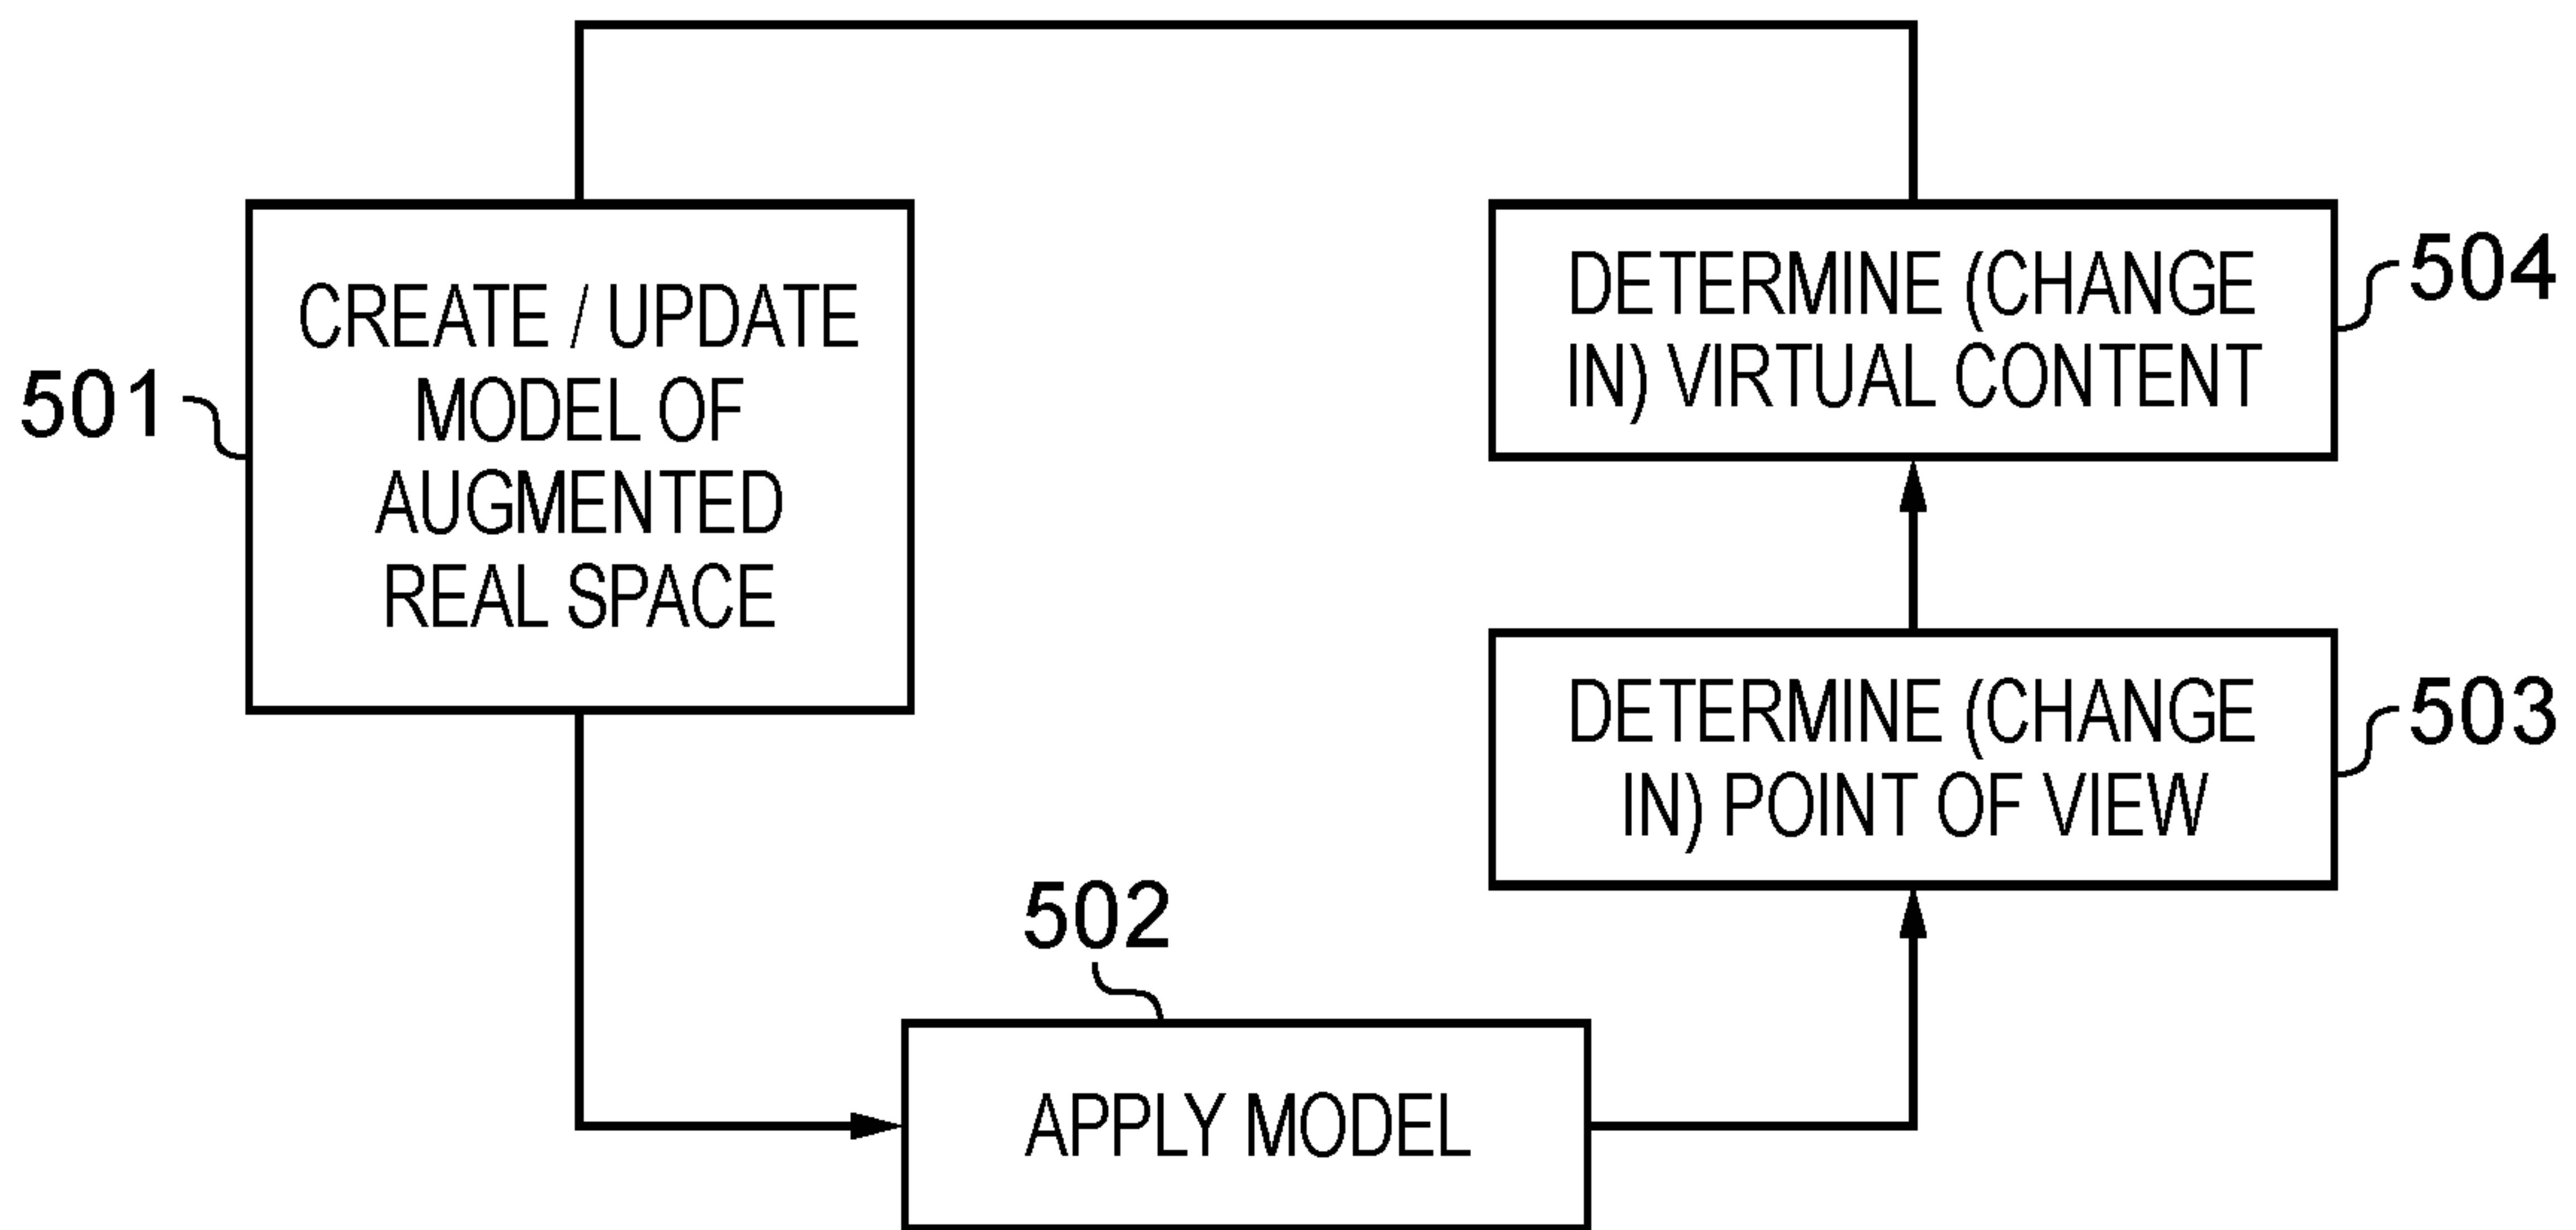 501
CREATE / UPDATE
MODEL OF
AUGMENTED
REAL SPACE
502
APPLY MODEL
503
DETERMINE (CHANGE
IN) POINT OF VIEW
504
DETERMINE (CHANGE
IN) VIRTUAL CONTENT